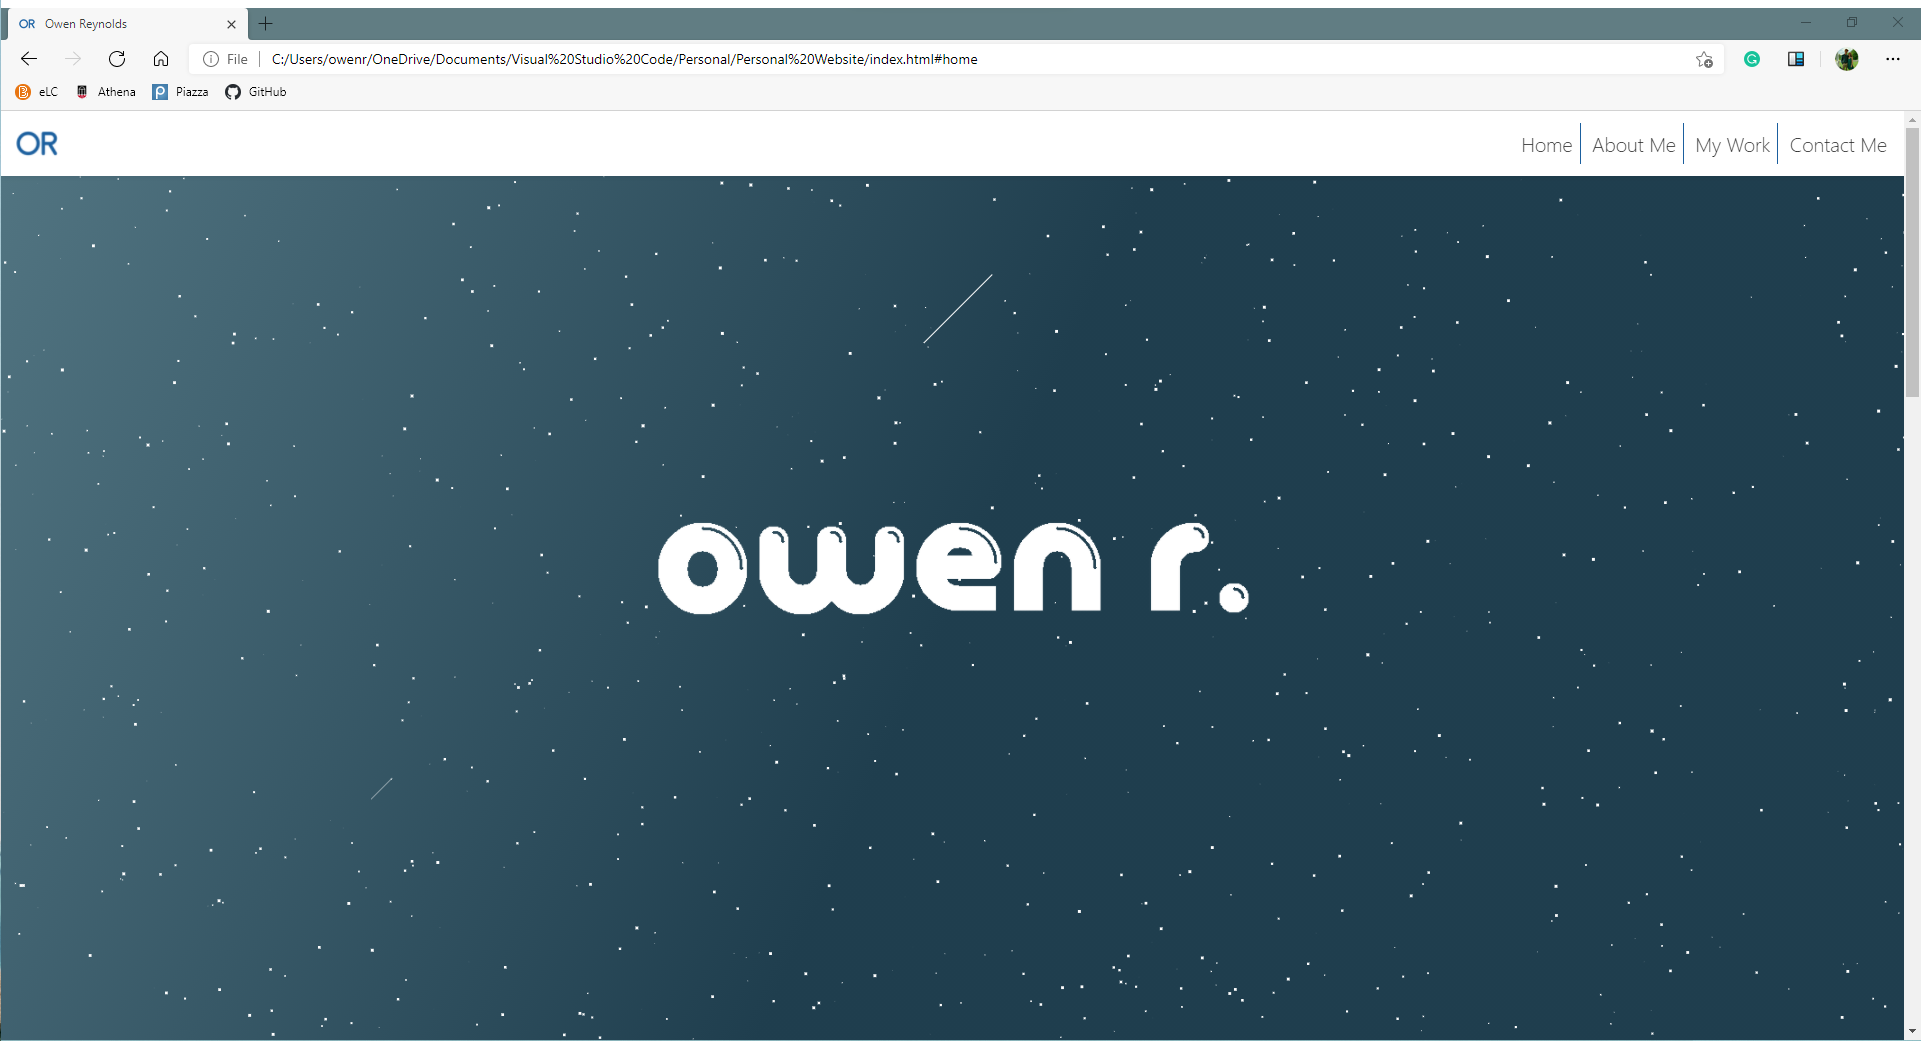 OR Owen Reynolds
File C:/Users/owenr/OneDrive/Documents/Visual%20Studio%20Code/Personal/Personal%20Website/index.html#home
eLC Athena Piazza GitHub
OR Home About Me My Work Contact Me
owen r.